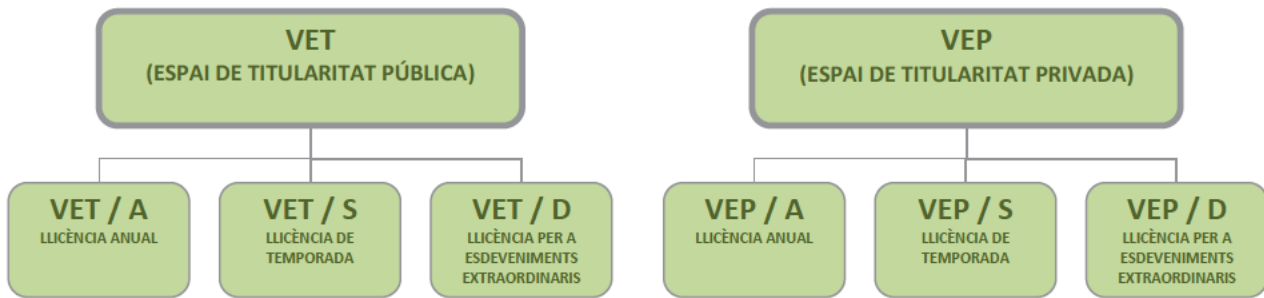 VET
(ESPAI DE TITULARITAT PÚBLICA)
VEP
(ESPAI DE TITULARITAT PRIVADA)
VET / A
LLICÈNCIA ANUAL
VET / S
LLICÈNCIA DE
TEMPORADA
VET / D
LLICÈNCIA PER A
ESDEVENIMENTS
EXTRAORDINARIS
VEP / A
LLICÈNCIA ANUAL
VEP / S
LLICÈNCIA DE
TEMPORADA
VEP / D
LLICÈNCIA PER A
ESDEVENIMENTS
EXTRAORDINARIS